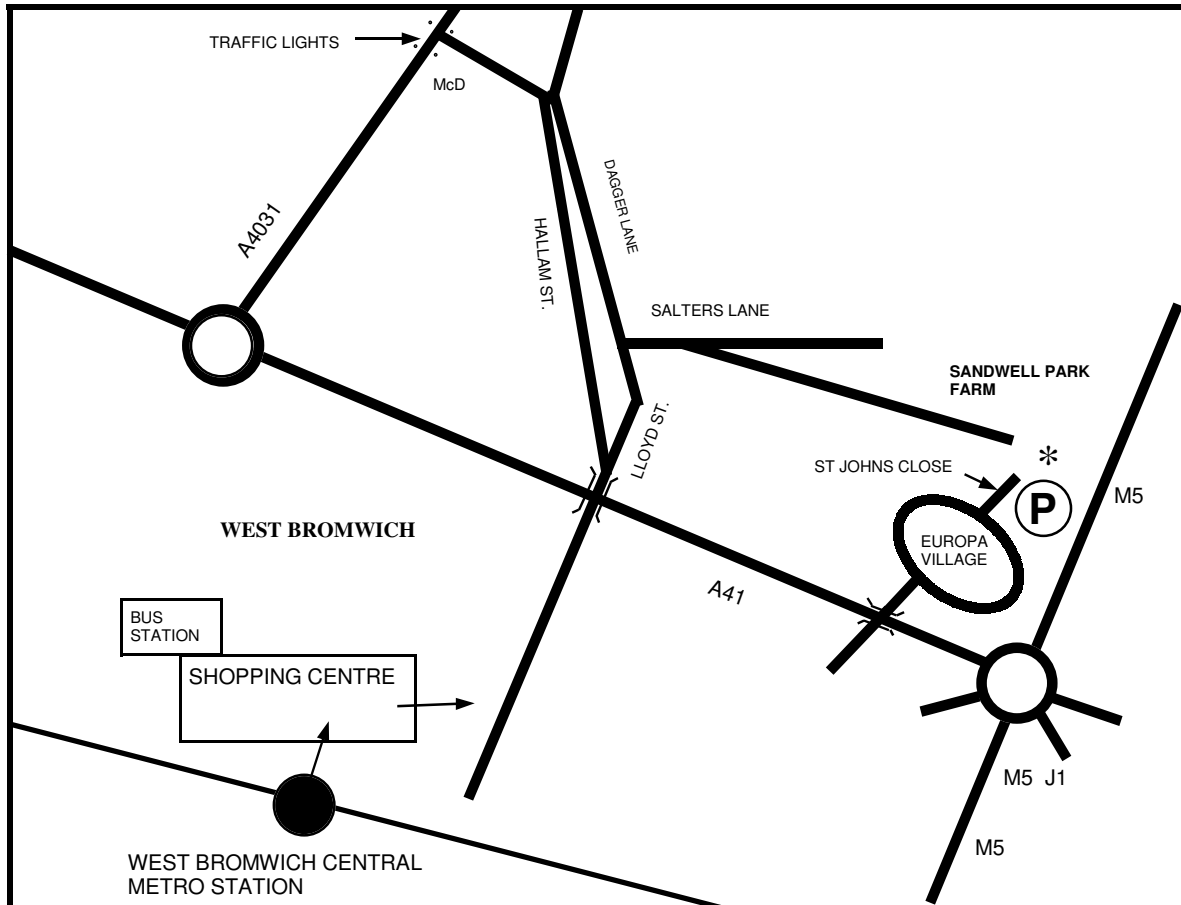 TRAFFIC LIGHTS
McD
A4031
HALLAM ST.
DAGGER LANE
SALTERS LANE
SANDWELL PARK
FARM
LLOYD ST.
ST JOHNS CLOSE
*
P
M5
WEST BROMWICH
EUROPA
VILLAGE
A41
BUS
STATION
SHOPPING CENTRE
M5 J1
M5
WEST BROMWICH CENTRAL
METRO STATION